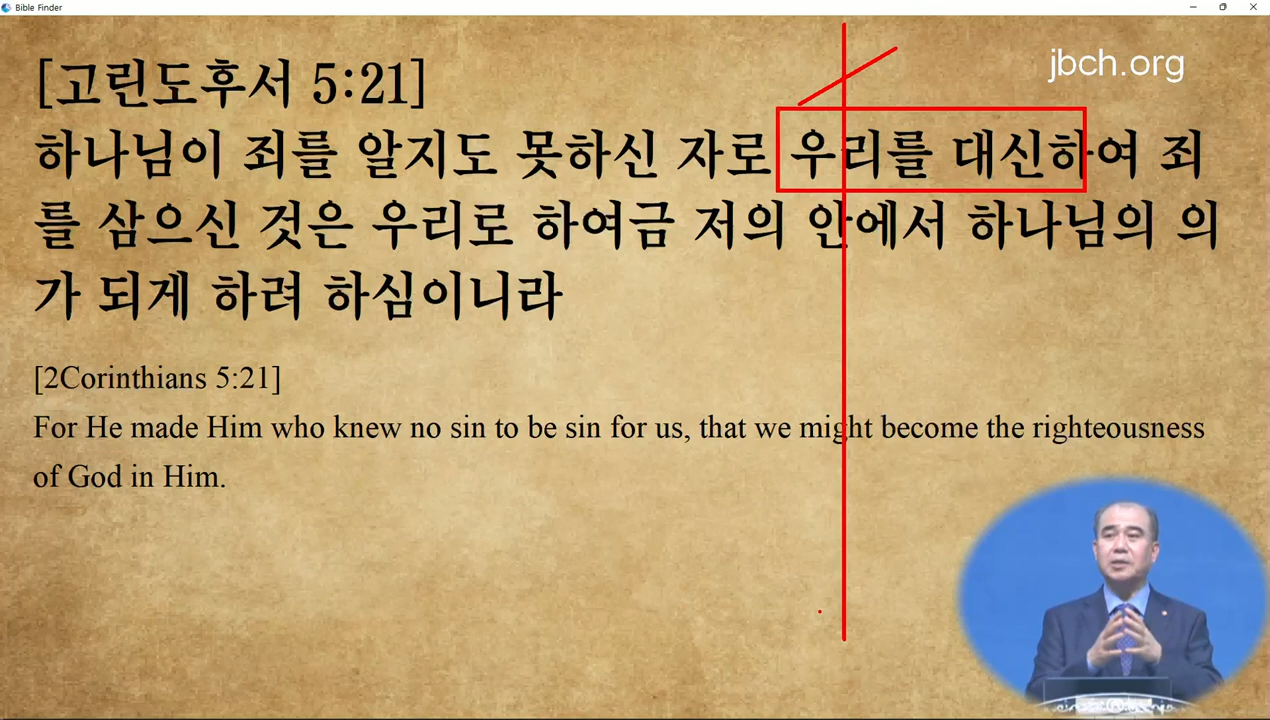 Bible Finder
jbch.org
[고린도후서 5:21]
하나님이 죄를 알지도 못하신 자로 우리를 대신하여 죄
를 삼으신 것은 우리로 하여금 저의 안에서 하나님의 의
가 되게 하려 하심이니라
[2Corinthians 5:21]
For He made Him who knew no sin to be sin for us, that we might become the righteousness
of God in Him.